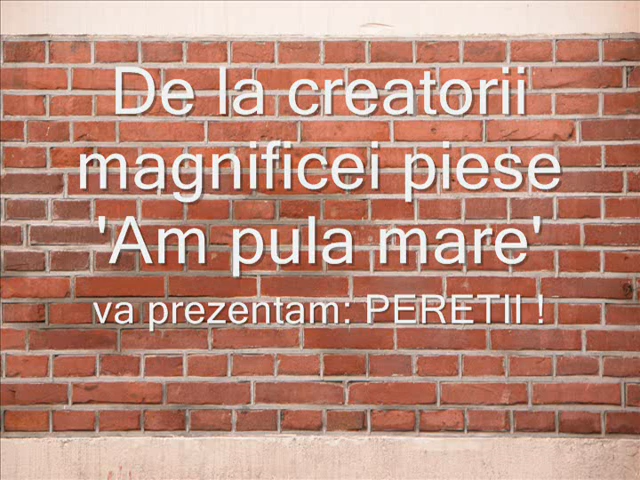 De la creatorii
magnificei piese
'Am pula mare'
va prezentam: PERETII !